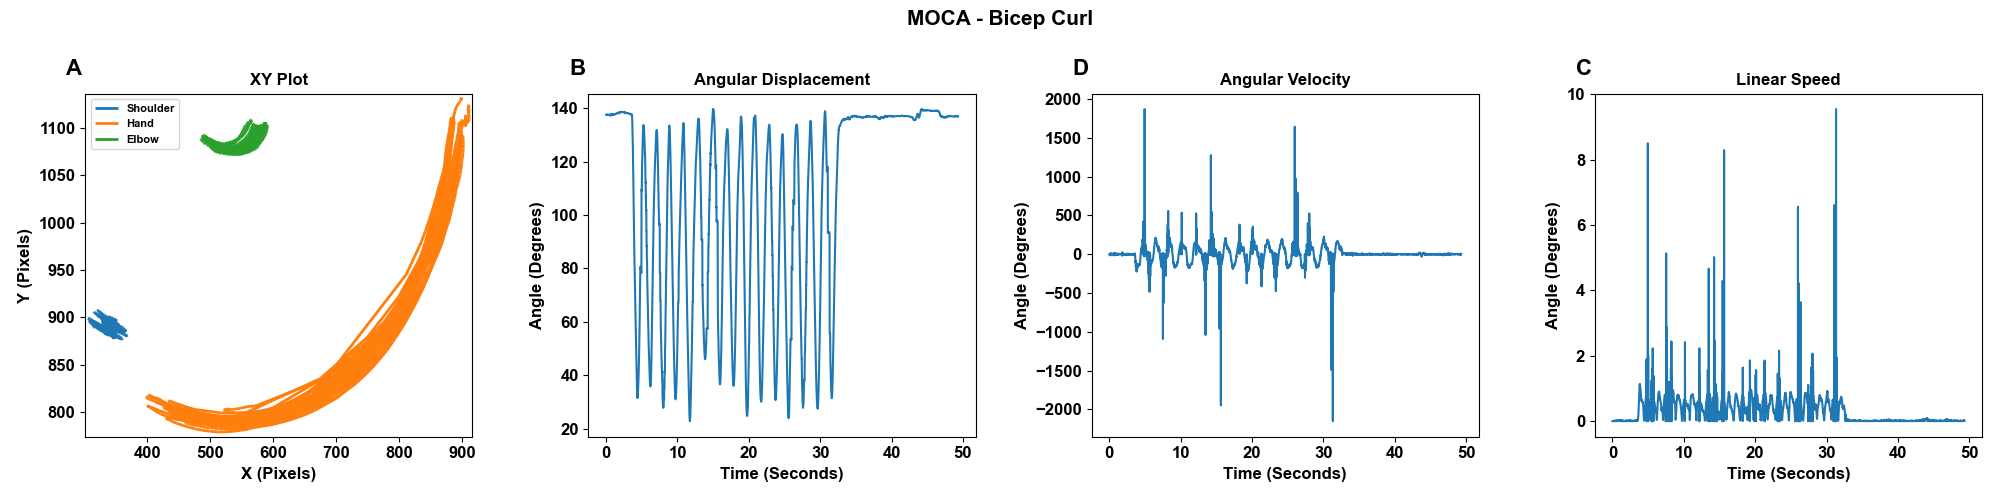 MOCA - Bicep Curl
A
XY Plot
Shoulder
Hand
Elbow
1100
1050
1000
950
900
850
800
Y (Pixels)
400 500 600 700 800 900
X (Pixels)
B
Angular Displacement
140
120
100
80
60
40
20
Angle (Degrees)
0 10 20 30 40 50
Time (Seconds)
D
Angular Velocity
2000
1500
1000
500
0
−500
−1000
−1500
−2000
Angle (Degrees)
0 10 20 30 40 50
Time (Seconds)
C
Linear Speed
10
8
6
4
2
0
Angle (Degrees)
0 10 20 30 40 50
Time (Seconds)